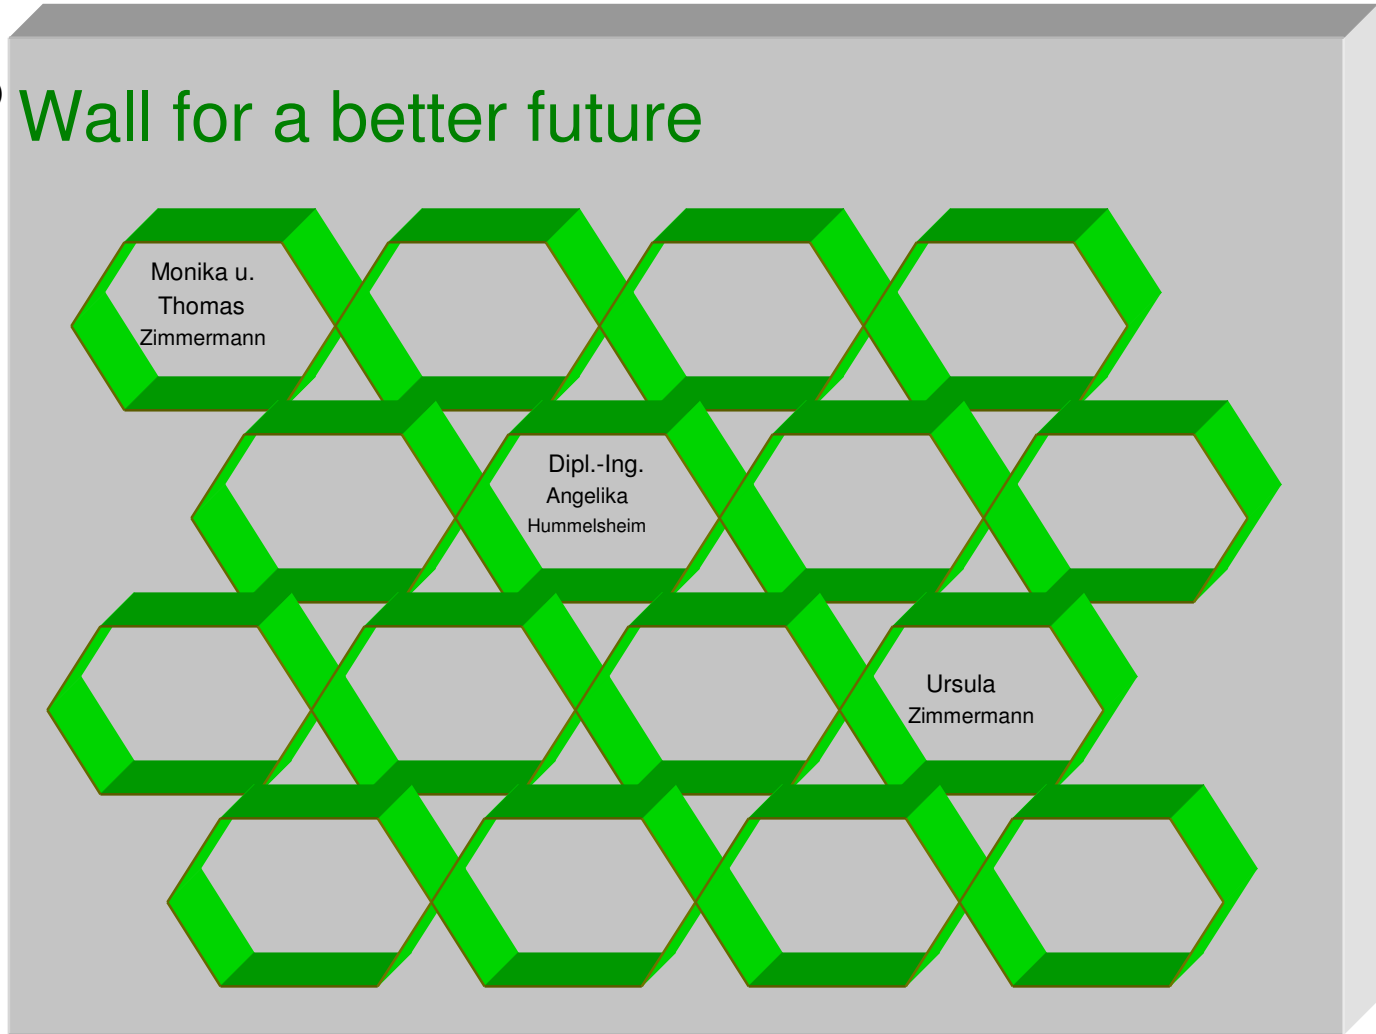 Wall for a better future
Monika u.
Thomas
Zimmermann
Dipl.-Ing.
Angelika
Hummelsheim
Ursula
Zimmermann